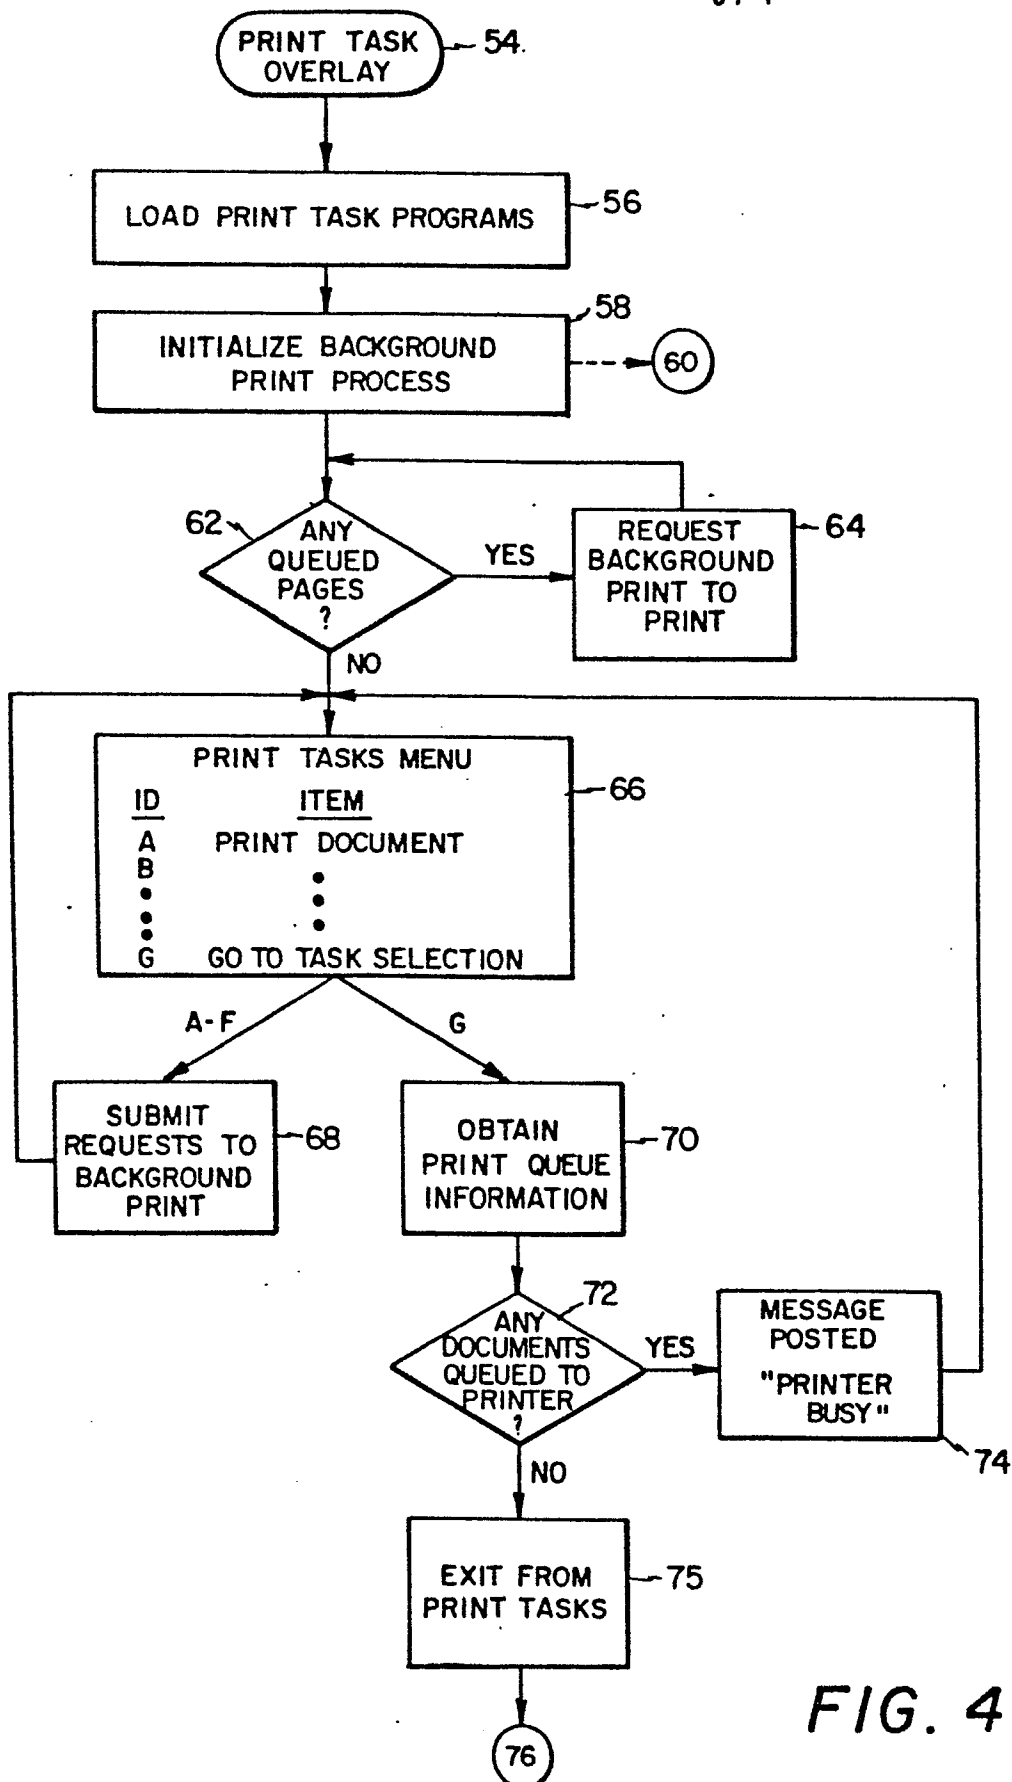 PRINT TASK
OVERLAY
54
LOAD PRINT TASK PROGRAMS
56
58
INITIALIZE BACKGROUND
PRINT PROCESS
60
62
ANY
QUEUED
PAGES
?
YES
REQUEST
BACKGROUND
PRINT TO
PRINT
64
NO
PRINT TASKS MENU
66
ID ITEM
A PRINT DOCUMENT
B
G GO TO TASK SELECTION
A-F
G
SUBMIT
REQUESTS TO
BACKGROUND
PRINT
68
OBTAIN
PRINT QUEUE
INFORMATION
70
72
ANY
DOCUMENTS
QUEUED TO
PRINTER
?
YES
MESSAGE
POSTED
"PRINTER
BUSY"
74
NO
EXIT FROM
PRINT TASKS
75
76
FIG. 4